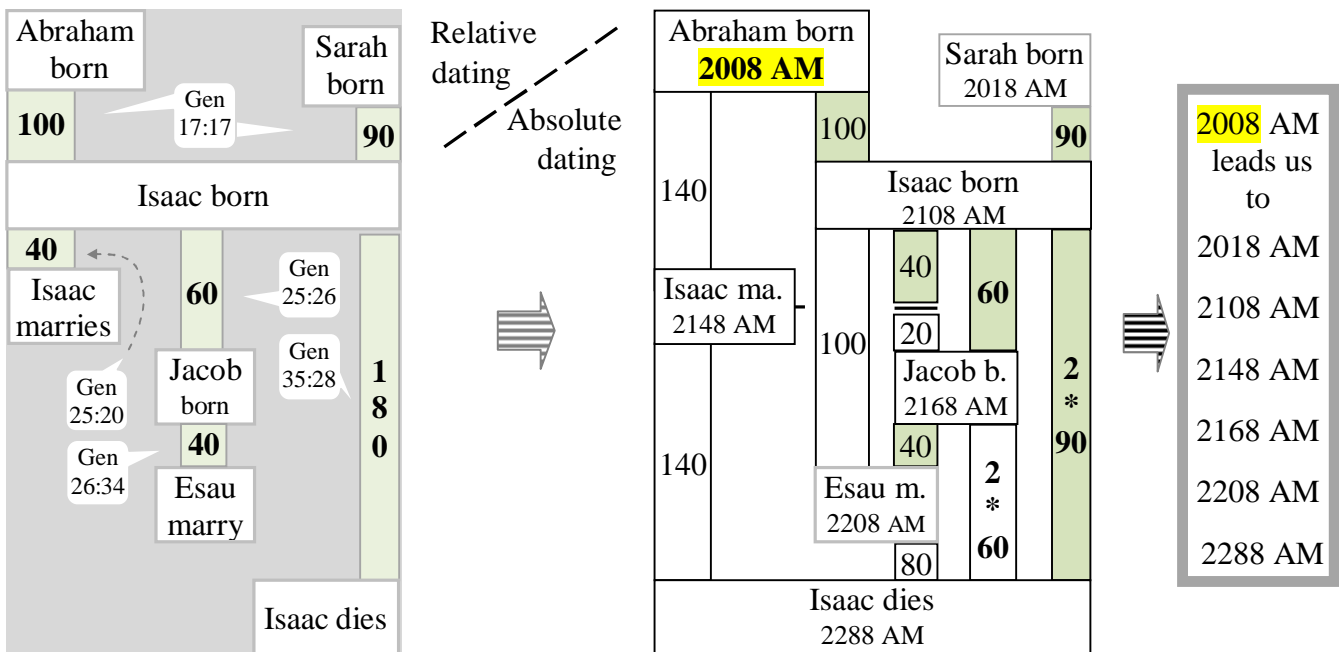 Abraham
born
Sarah
born
Gen
17:17
100
90
Isaac born
40
Isaac
marries
60
Gen
25:26
Gen
35:28
Gen
25:20
Jacob
born
1
8
0
40
Gen
26:34
Esau
marry
Isaac dies
Relative
dating
Absolute
dating
Abraham born
2008 AM
Sarah born
2018 AM
100
90
140
Isaac born
2108 AM
40
60
Isaac ma.
2148 AM
20
100
Jacob b.
2168 AM
2
*
90
140
40
Esau m.
2208 AM
2
*
60
80
Isaac dies
2288 AM
2008 AM
leads us
to
2018 AM
2108 AM
2148 AM
2168 AM
2208 AM
2288 AM